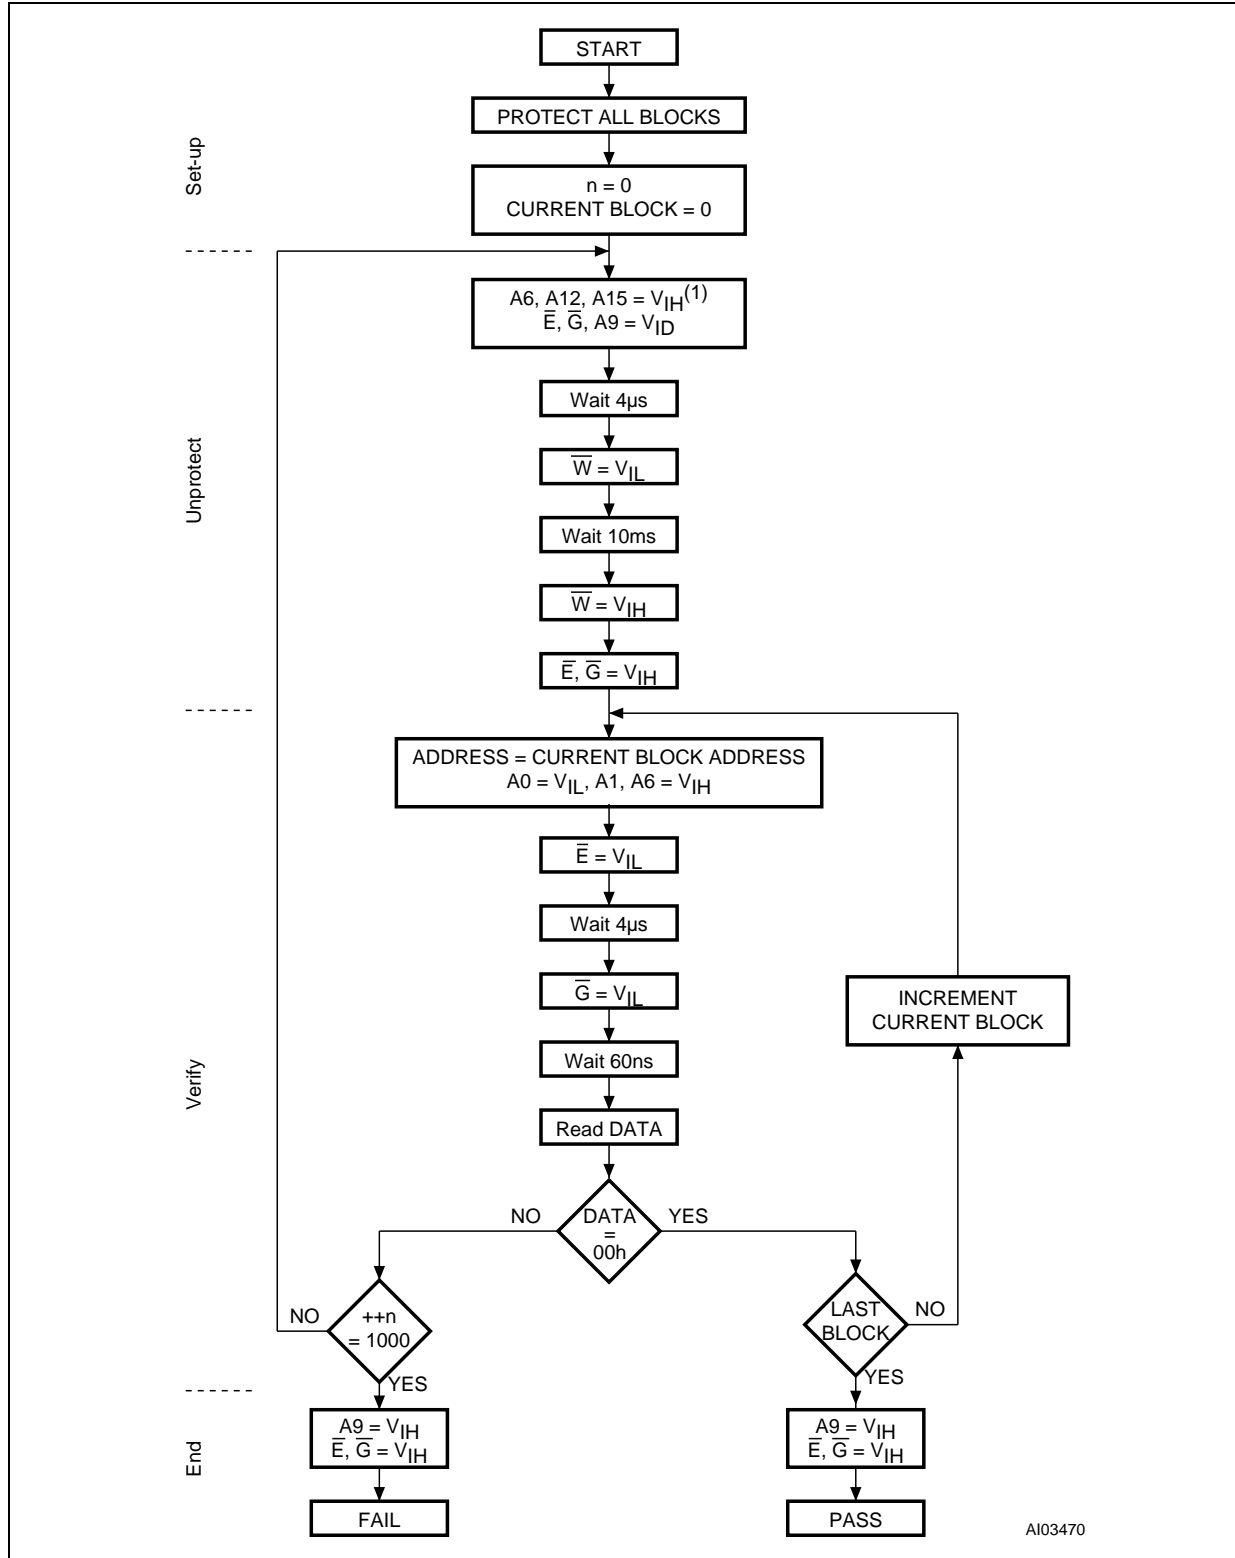 START
PROTECT ALL BLOCKS
Set-up
n = 0
CURRENT BLOCK = 0
A6, A12, A15 = VIH(1)
E̅, G̅, A9 = VID
Wait 4µs
Unprotect
W̅ = VIL
Wait 10ms
W̅ = VIH
E̅, G̅ = VIH
ADDRESS = CURRENT BLOCK ADDRESS
A0 = VIL, A1, A6 = VIH
E̅ = VIL
Wait 4µs
G̅ = VIL
INCREMENT
CURRENT BLOCK
Wait 60ns
Verify
Read DATA
NO
DATA
=
00h
YES
NO
++n
= 1000
YES
LAST
BLOCK
NO
YES
End
A9 = VIH
E̅, G̅ = VIH
A9 = VIH
E̅, G̅ = VIH
FAIL
PASS
AI03470